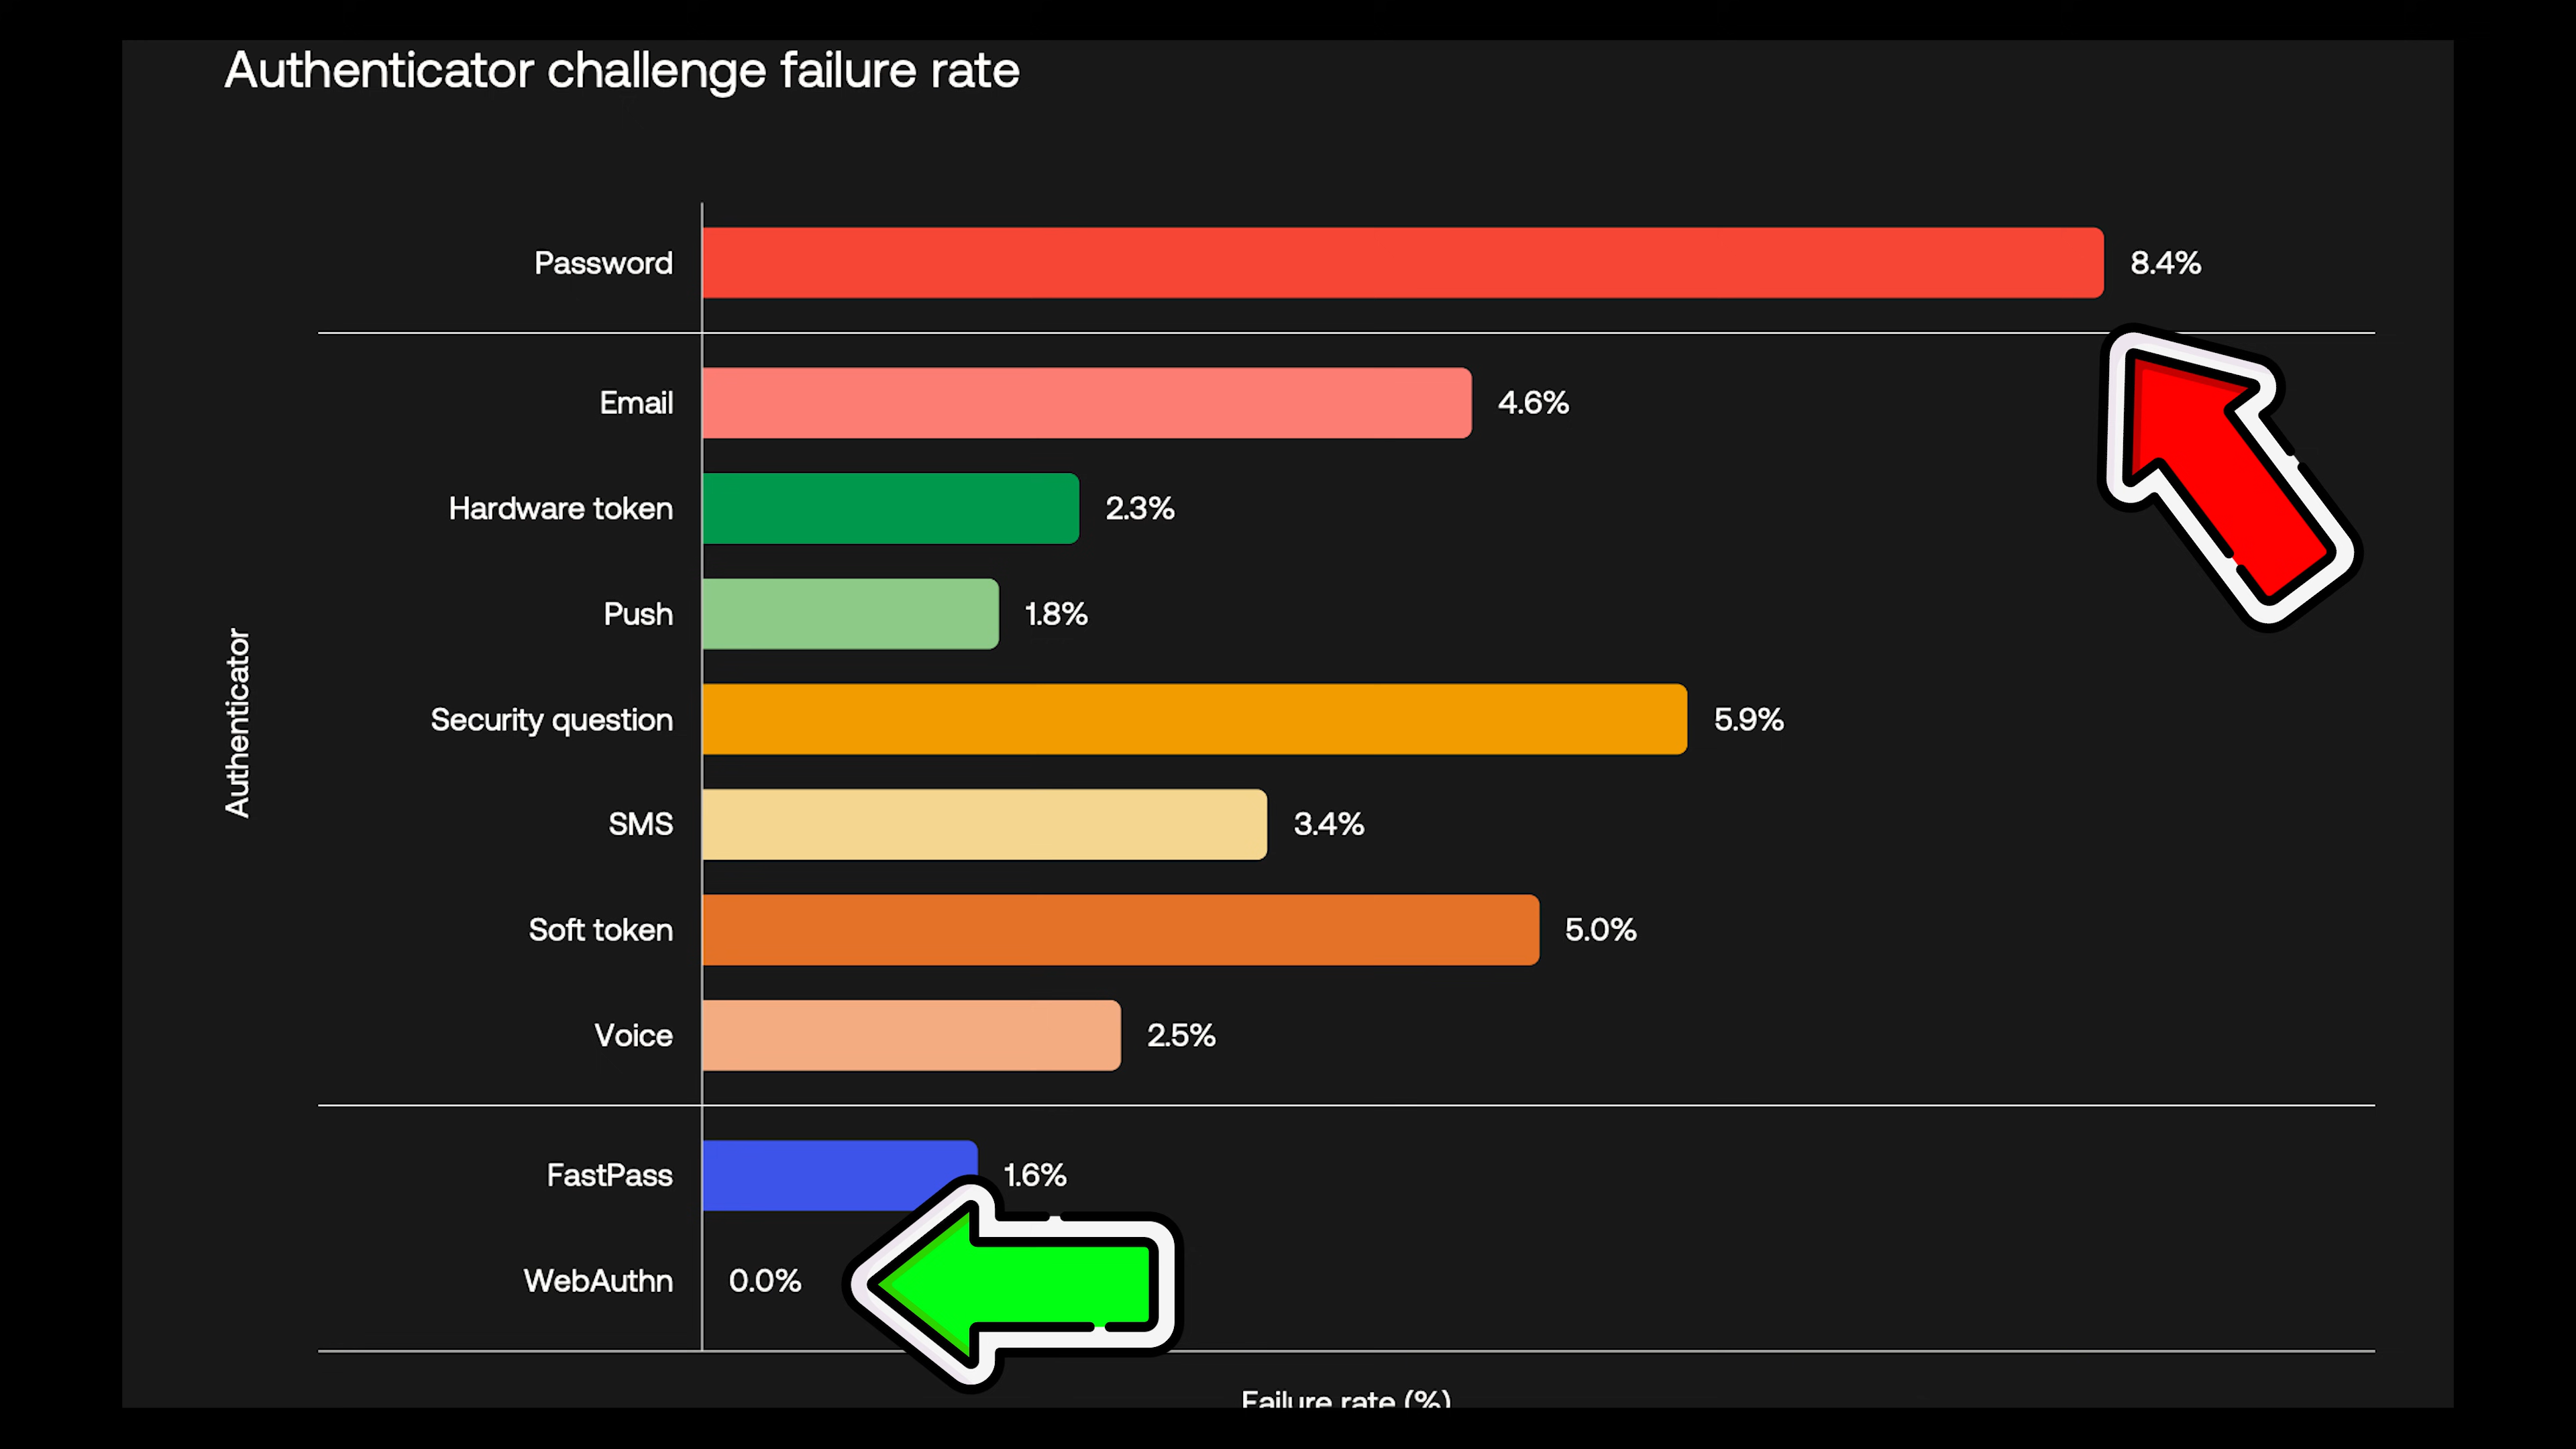 Authenticator challenge failure rate
Password 8.4%
Email 4.6%
Hardware token 2.3%
Push 1.8%
Security question 5.9%
SMS 3.4%
Soft token 5.0%
Voice 2.5%
FastPass 1.6%
WebAuthn 0.0%
Authenticator
Failure rate (%)